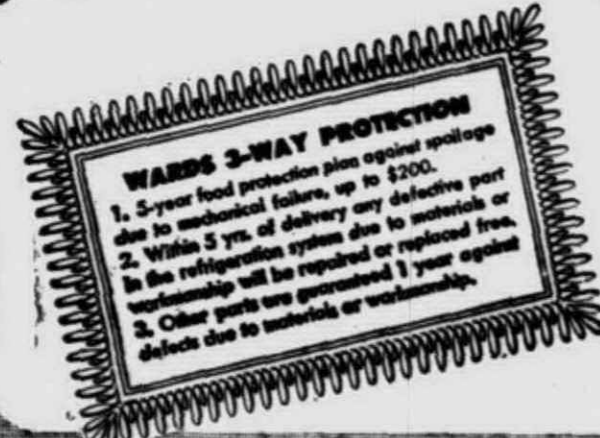 WARDS 3-WAY PROTECTION
1. 5-year food protection plan against spoilage
due to mechanical failure, up to $200.
2. Within 5 yrs. of delivery any defective part
in the refrigeration system due to materials or
workmanship will be repaired or replaced free.
3. Other parts are guaranteed 1 year against
defects due to materials or workmanship.